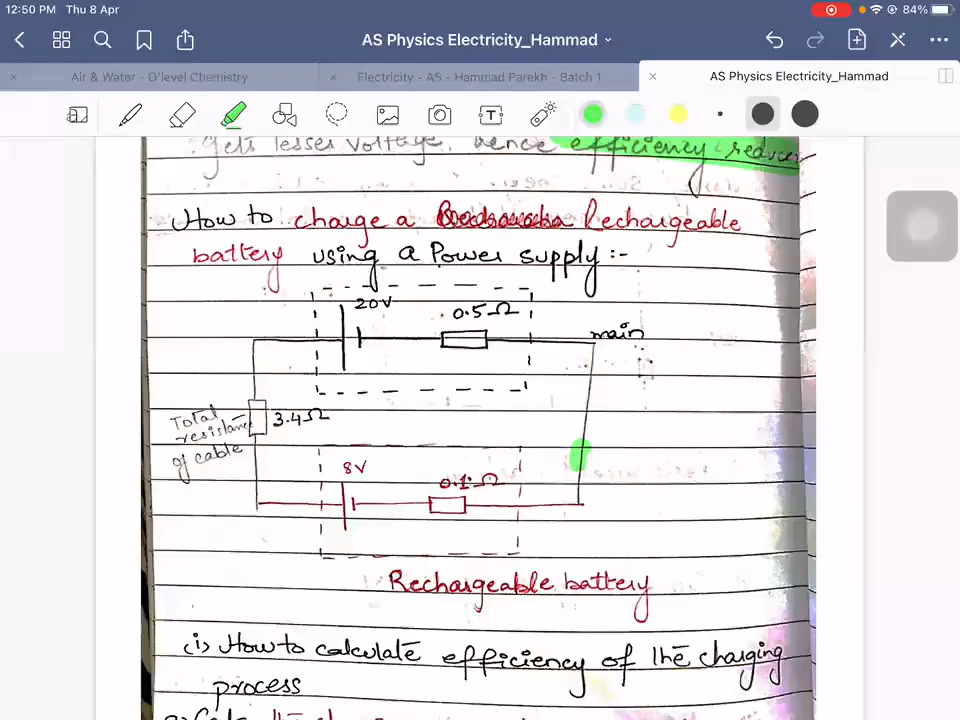 12:50 PM Thu 8 Apr
84%
AS Physics Electricity_Hammad
Air & Water - O'level Chemistry
Electricity - AS - Hammad Parekh - Batch 1
AS Physics Electricity_Hammad
gets lesser voltage. hence efficiency reduces
How to charge a Rechargeable
battery using a Power supply :-
20V
0.5Ω
main
Total
resistance
of cable
3.4Ω
8V
0.1Ω
Rechargeable battery
(i) How to calculate efficiency of the charging
process